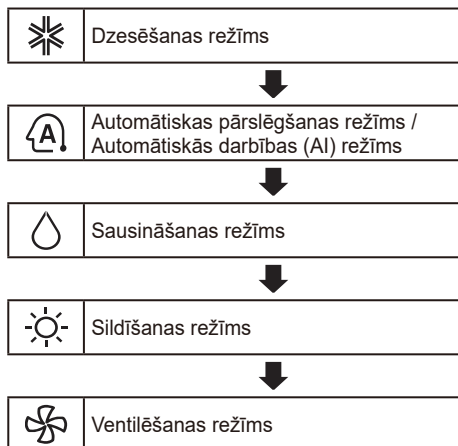 Dzesēšanas režīms
A
Automātiskas pārslēgšanas režīms /
Automātiskās darbības (AI) režīms
Sausināšanas režīms
Sildīšanas režīms
Ventilēšanas režīms